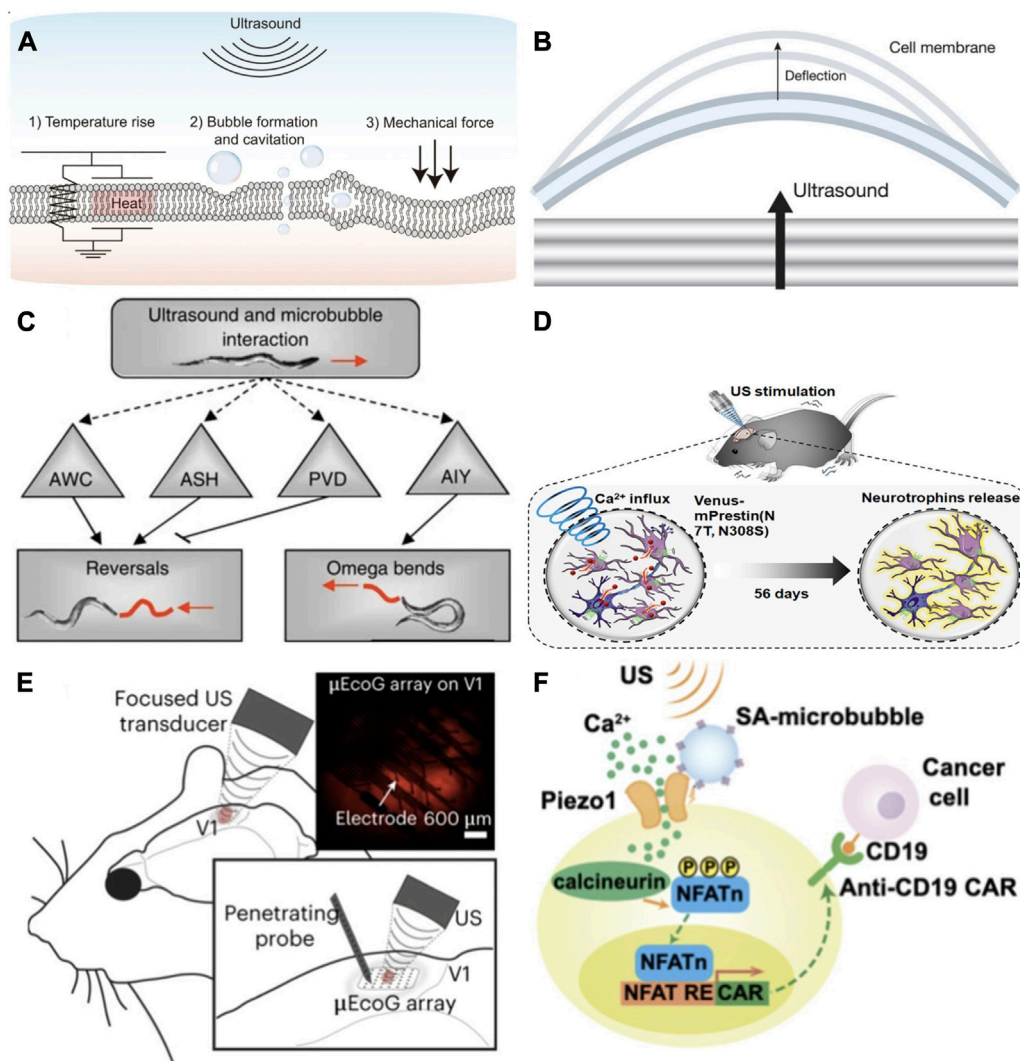 A
Ultrasound
1) Temperature rise
2) Bubble formation
and cavitation
3) Mechanical force
Heat
B
Cell membrane
Deflection
Ultrasound
C
Ultrasound and microbubble
interaction
AWC
ASH
PVD
AIY
Reversals
Omega bends
D
US stimulation
Ca²⁺ influx
Venus-
mPrestin(N
7T, N308S)
Neurotrophins release
56 days
E
Focused US
transducer
µEcoG array on V1
Electrode 600 µm
V1
Penetrating
probe
US
V1
µEcoG array
F
US
Ca²⁺
SA-microbubble
Piezo1
Cancer
cell
CD19
Anti-CD19 CAR
calcineurin
P P P
NFATn
NFATn
NFAT RE CAR